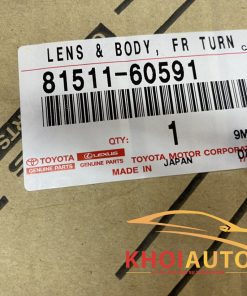 LENS & BODY, FR TURN
81511-60591
QTY:
1
TOYOTA LEXUS
GENUINE PARTS GENUINE PARTS
TOYOTA MOTOR CORPORAT
MADE IN JAPAN
KHOIAUTO